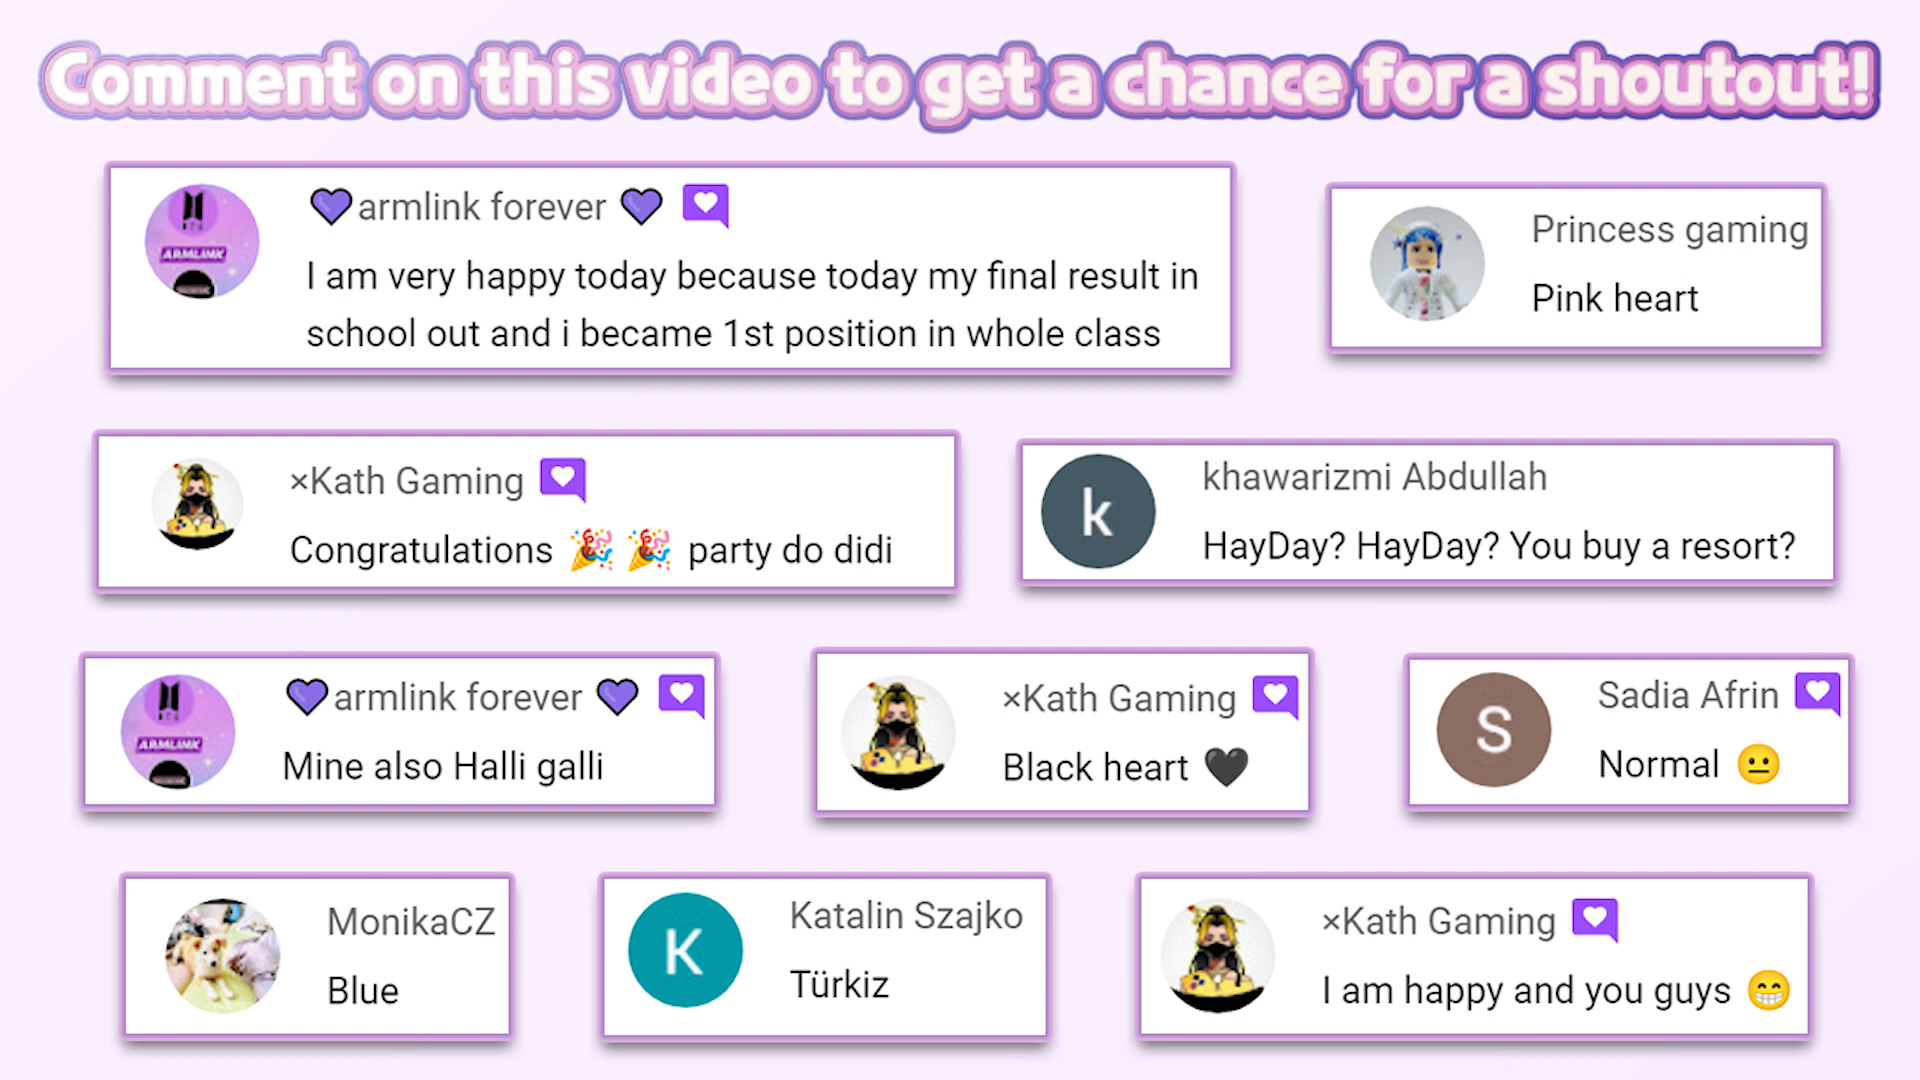 Comment on this video to get a chance for a shoutout!
💜armlink forever 💜
I am very happy today because today my final result in
school out and i became 1st position in whole class
ARMLINK
Princess gaming
Pink heart
×Kath Gaming
Congratulations 🎉 🎉 party do didi
k
khawarizmi Abdullah
HayDay? HayDay? You buy a resort?
💜armlink forever 💜
Mine also Halli galli
ARMLINK
×Kath Gaming
Black heart 🖤
S
Sadia Afrin
Normal 😐
MonikaCZ
Blue
K
Katalin Szajko
Türkiz
×Kath Gaming
I am happy and you guys 😁